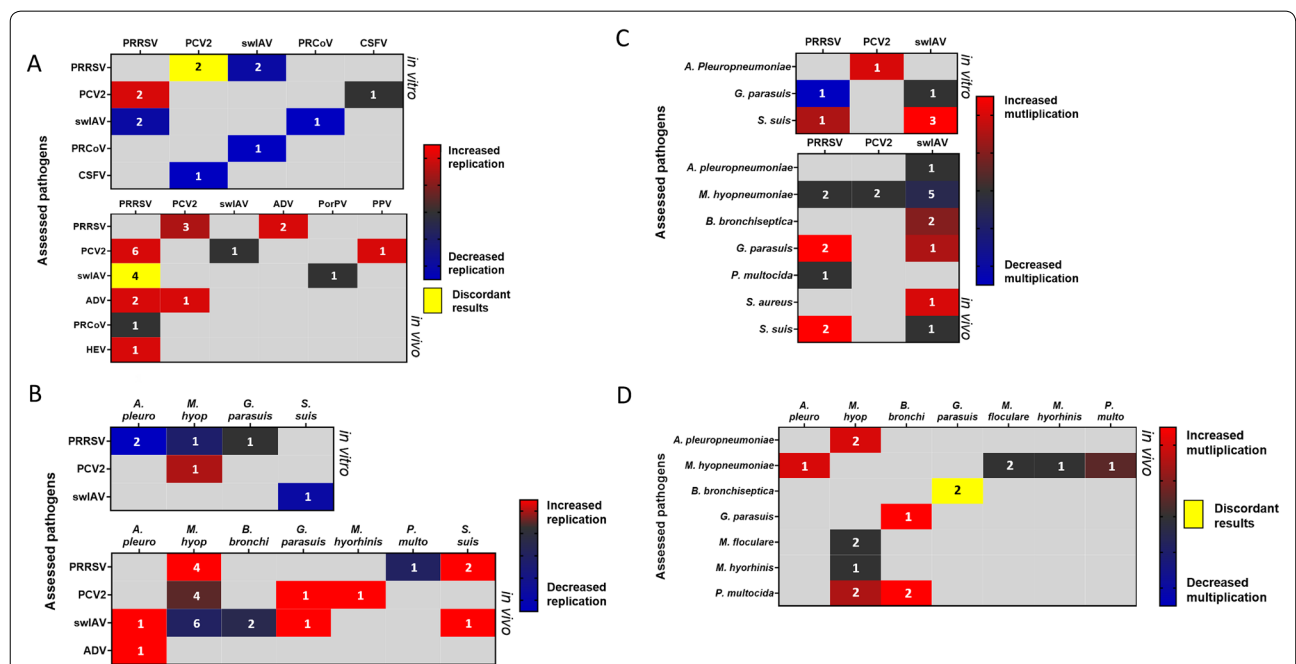 A
PRRSV PCV2 swIAV PRCoV CSFV
PRRSV 2 2
PCV2 2 1
swIAV 2 1
PRCoV 1
CSFV 1
in vitro
PRRSV PCV2 swIAV ADV PorPV PPV
PRRSV 3 2
PCV2 6 1 1
swIAV 4 1
ADV 2 1
PRCoV 1
HEV 1
in vivo
Assessed pathogens
Increased
replication
Decreased
replication
Discordant
results
B
A.
pleuro
M.
hyop
G.
parasuis
S.
suis
PRRSV 2 1 1
PCV2 1
swIAV 1
in vitro
A.
pleuro
M.
hyop
B.
bronchi
G.
parasuis
M.
hyorhinis
P.
multo
S.
suis
PRRSV 4 1 2
PCV2 4 1 1
swIAV 1 6 2 1 1
ADV 1
in vivo
Assessed pathogens
Increased
replication
Decreased
replication
C
PRRSV PCV2 swIAV
A. Pleuropneumoniae 1
G. parasuis 1 1
S. suis 1 3
in vitro
PRRSV PCV2 swIAV
A. pleuropneumoniae 1
M. hyopneumoniae 2 2 5
B. bronchiseptica 2
G. parasuis 2 1
P. multocida 1
S. aureus 1
S. suis 2 1
in vivo
Assessed pathogens
Increased
mutliplication
Decreased
multiplication
D
A.
pleuro
M.
hyop
B.
bronchi
G.
parasuis
M.
floculare
M.
hyorhinis
P.
multo
A. pleuropneumoniae 2
M. hyopneumoniae 1 2 1 1
B. bronchiseptica 2
G. parasuis 1
M. floculare 2
M. hyorhinis 1
P. multocida 2 2
in vivo
Assessed pathogens
Increased
mutliplication
Discordant
results
Decreased
multiplication